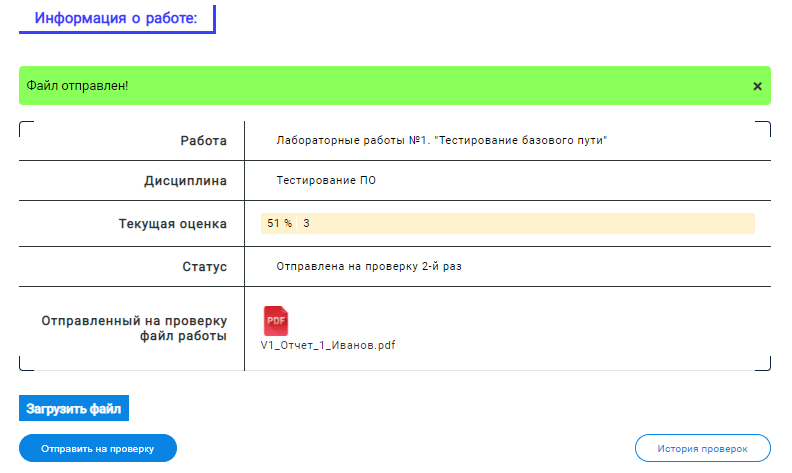 Информация о работе:
Файл отправлен! ×
Работа Лабораторные работы №1. "Тестирование базового пути"
Дисциплина Тестирование ПО
Текущая оценка 51 % 3
Статус Отправлена на проверку 2-й раз
Отправленный на проверку
файл работы
PDF
V1_Отчет_1_Иванов.pdf
Загрузить файл
Отправить на проверку История проверок